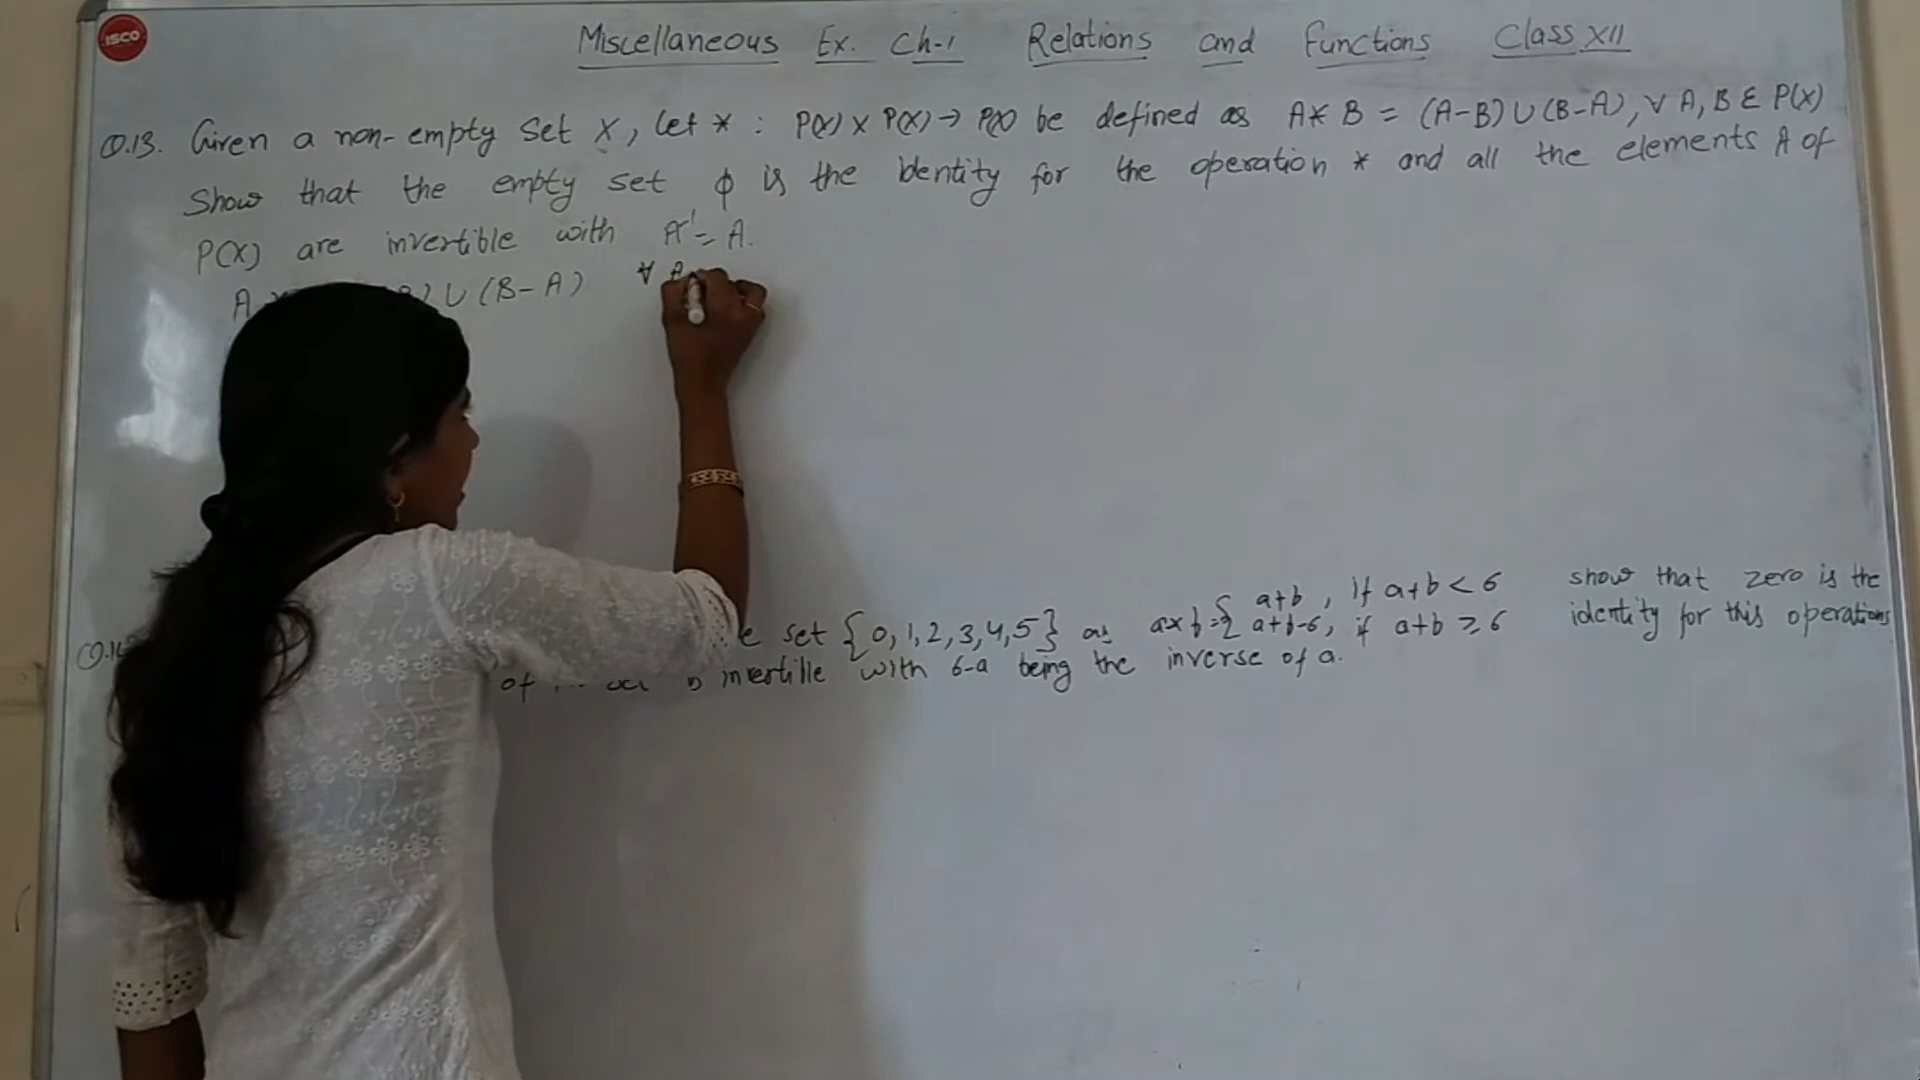 ISCO
Miscellaneous Ex. Ch-1 Relations and Functions Class XII
Q.13. Given a non-empty set X, let * : P(X) × P(X) → P(X) be defined as A * B = (A-B) ∪ (B-A), ∀ A, B ∈ P(X)
Show that the empty set ϕ is the identity for the operation * and all the elements A of
P(X) are invertible with A⁻¹ = A.
A ∪ (B-A) ∀ A
set {0, 1, 2, 3, 4, 5} as a*b = { a+b, if a+b < 6
a+b-6, if a+b ≥ 6
show that zero is the
identity for this operations
of invertible with 6-a being the inverse of a.